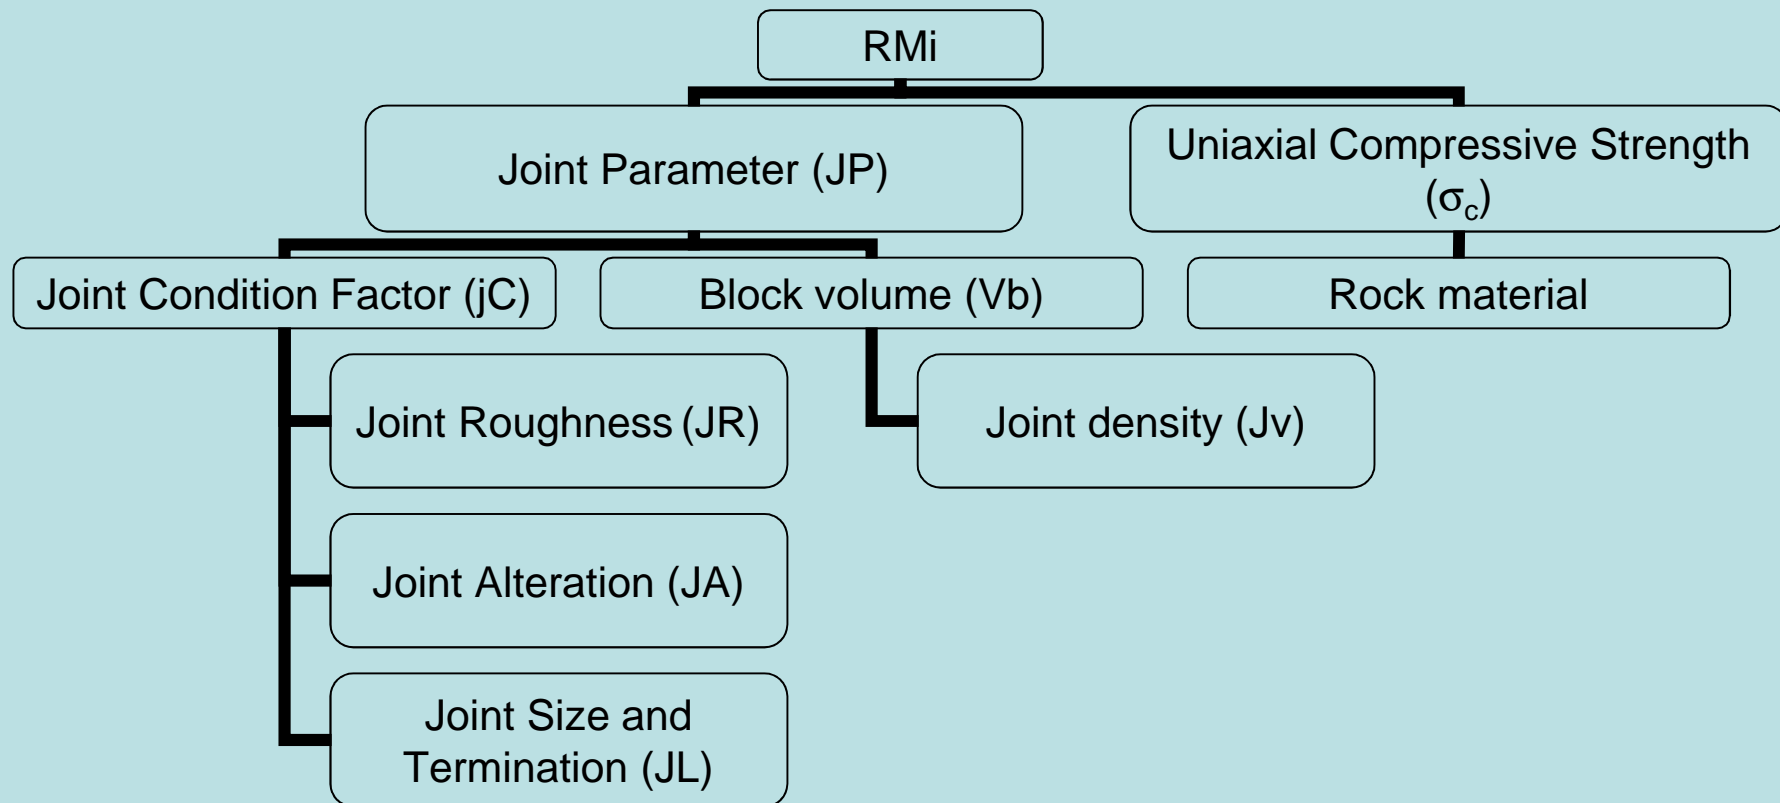 RMi
Joint Parameter (JP)
Uniaxial Compressive Strength
(σc)
Joint Condition Factor (jC)
Block volume (Vb)
Rock material
Joint Roughness (JR)
Joint density (Jv)
Joint Alteration (JA)
Joint Size and
Termination (JL)